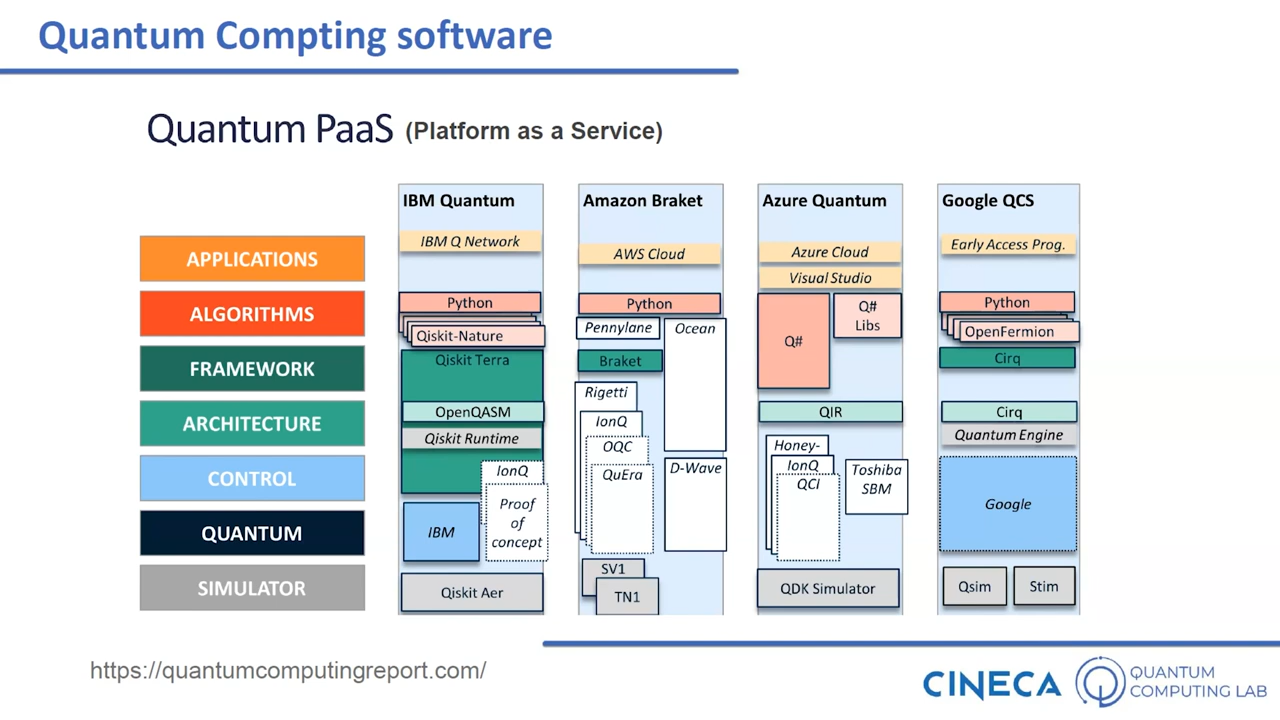 Quantum Compting software
Quantum PaaS (Platform as a Service)
IBM Quantum
Amazon Braket
Azure Quantum
Google QCS
APPLICATIONS
ALGORITHMS
FRAMEWORK
ARCHITECTURE
CONTROL
QUANTUM
SIMULATOR
IBM Q Network
Python
Qiskit-Nature
Qiskit Terra
OpenQASM
Qiskit Runtime
IonQ
Proof
of
concept
IBM
Qiskit Aer
AWS Cloud
Python
Pennylane
Ocean
Braket
Rigetti
IonQ
OQC
QuEra
D-Wave
SV1
TN1
Azure Cloud
Visual Studio
Q#
Q#
Libs
QIR
Honey-
IonQ
QCI
Toshiba
SBM
QDK Simulator
Early Access Prog.
Python
OpenFermion
Cirq
Cirq
Quantum Engine
Google
Qsim
Stim
https://quantumcomputingreport.com/
CINECA
QUANTUM
COMPUTING LAB